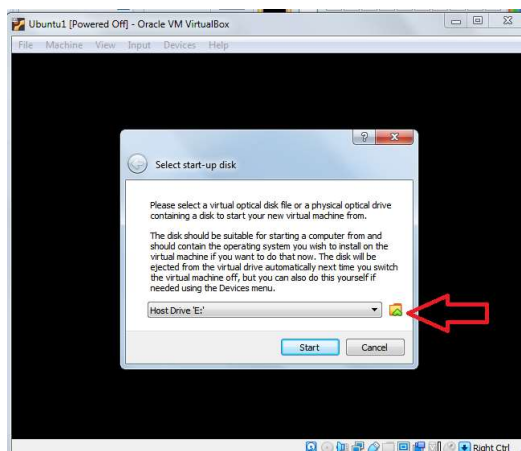 Ubuntu1 [Powered Off] - Oracle VM VirtualBox
File Machine View Input Devices Help
Select start-up disk
Please select a virtual optical disk file or a physical optical drive
containing a disk to start your new virtual machine from.
The disk should be suitable for starting a computer from and
should contain the operating system you wish to install on the
virtual machine if you want to do that now. The disk will be
ejected from the virtual drive automatically next time you switch
the virtual machine off, but you can also do this yourself if
needed using the Devices menu.
Host Drive 'E:'
Start Cancel
Right Ctrl